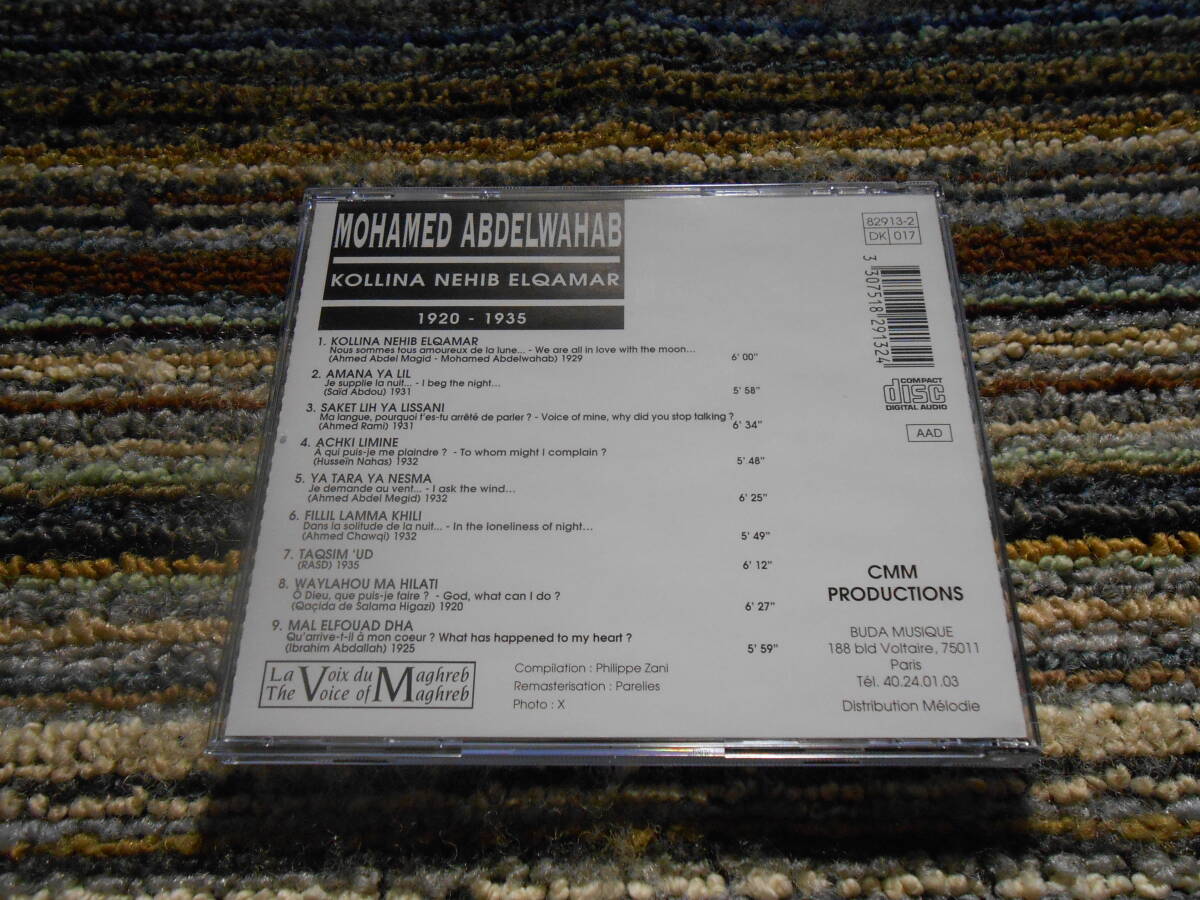 MOHAMED ABDELWAHAB
KOLLINA NEHIB ELQAMAR
1920 - 1935
82913-2
DK 017
3 307518 291324
COMPACT
disc
DIGITAL AUDIO
AAD
1. KOLLINA NEHIB ELQAMAR
Nous sommes tous amoureux de la lune... - We are all in love with the moon...
(Ahmed Abdel Magid - Mohamed Abdelwahab) 1929 6' 00"
2. AMANA YA LIL
Je supplie la nuit... - I beg the night...
(Saïd Abdou) 1931 5' 58"
3. SAKET LIH YA LISSANI
Ma langue, pourquoi t'es-tu arrêté de parler ? - Voice of mine, why did you stop talking ?
(Ahmed Rami) 1931 6' 34"
4. ACHKI LIMINE
À qui puis-je me plaindre ? - To whom might I complain ?
(Husseïn Nahas) 1932 5' 48"
5. YA TARA YA NESMA
Je demande au vent... - I ask the wind...
(Ahmed Abdel Megid) 1932 6' 25"
6. FILLIL LAMMA KHILI
Dans la solitude de la nuit... - In the loneliness of night...
(Ahmed Chawqi) 1932 5' 49"
7. TAQSIM 'UD
(RASD) 1935 6' 12"
8. WAYLAHOU MA HILATI
Ô Dieu, que puis-je faire ? - God, what can I do ?
(Qaçida de Salama Higazi) 1920 6' 27"
9. MAL ELFOUAD DHA
Qu'arrive-t-il à mon coeur ? What has happened to my heart ?
(Ibrahim Abdallah) 1925 5' 59"
La Voix du Maghreb
The Voice of Maghreb
Compilation : Philippe Zani
Remasterisation : Parelies
Photo : X
CMM
PRODUCTIONS
BUDA MUSIQUE
188 bld Voltaire, 75011
Paris
Tél. 40.24.01.03
Distribution Mélodie